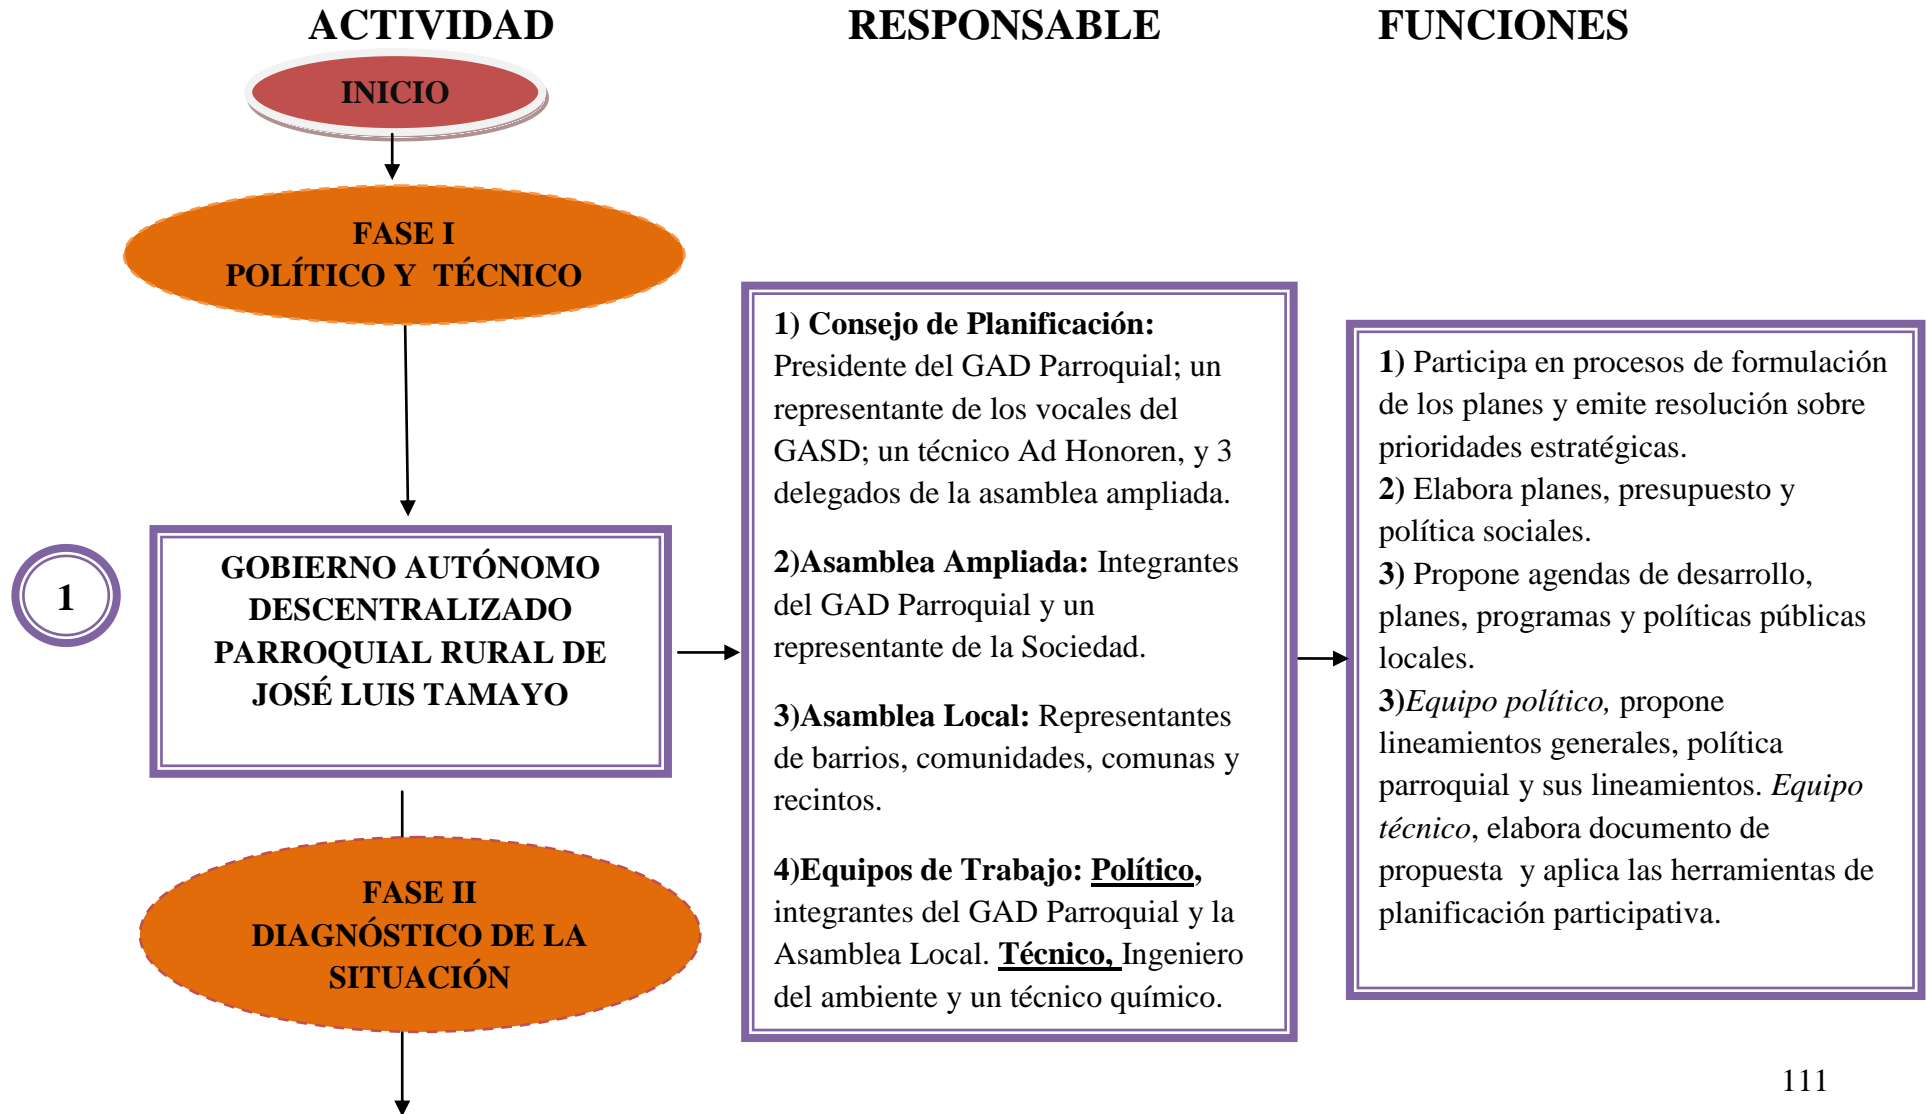 ACTIVIDAD
RESPONSABLE
FUNCIONES
INICIO
FASE I
POLÍTICO Y TÉCNICO
1
GOBIERNO AUTÓNOMO
DESCENTRALIZADO
PARROQUIAL RURAL DE
JOSÉ LUIS TAMAYO
FASE II
DIAGNÓSTICO DE LA
SITUACIÓN
1) Consejo de Planificación:
Presidente del GAD Parroquial; un
representante de los vocales del
GASD; un técnico Ad Honoren, y 3
delegados de la asamblea ampliada.
2)Asamblea Ampliada: Integrantes
del GAD Parroquial y un
representante de la Sociedad.
3)Asamblea Local: Representantes
de barrios, comunidades, comunas y
recintos.
4)Equipos de Trabajo: Político,
integrantes del GAD Parroquial y la
Asamblea Local. Técnico, Ingeniero
del ambiente y un técnico químico.
1) Participa en procesos de formulación
de los planes y emite resolución sobre
prioridades estratégicas.
2) Elabora planes, presupuesto y
política sociales.
3) Propone agendas de desarrollo,
planes, programas y políticas públicas
locales.
3)Equipo político, propone
lineamientos generales, política
parroquial y sus lineamientos. Equipo
técnico, elabora documento de
propuesta y aplica las herramientas de
planificación participativa.
111